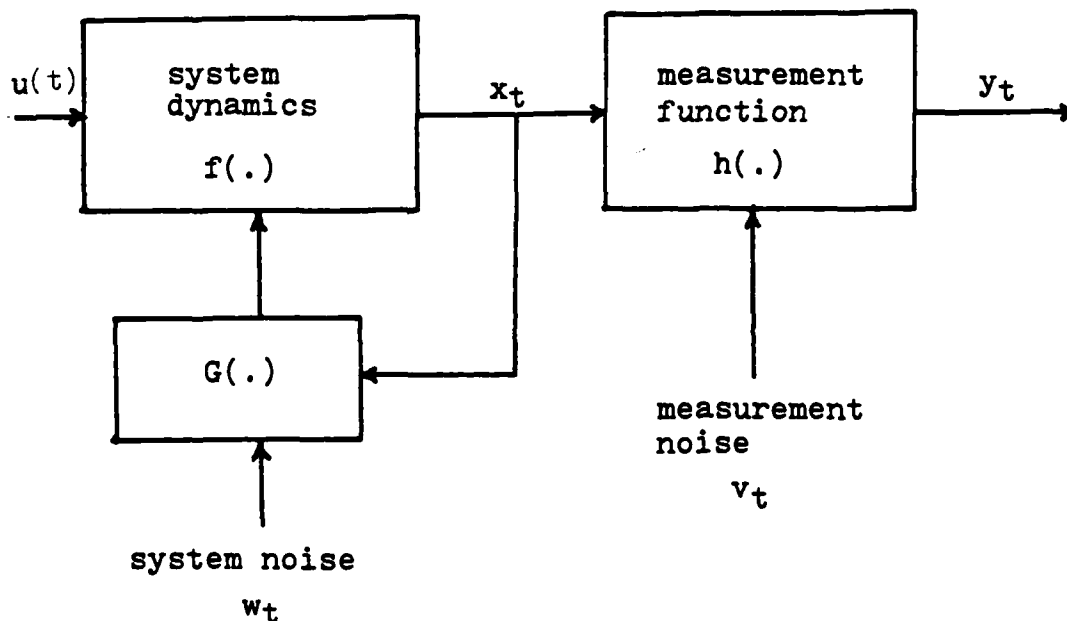 u(t)
system
dynamics
f(.)
x_t
measurement
function
h(.)
y_t
G(.)
measurement
noise
v_t
system noise
w_t